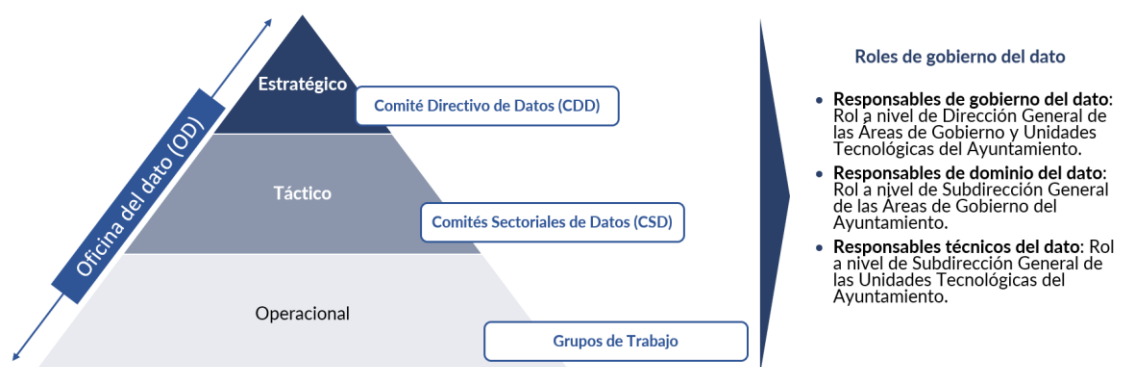 Oficina del dato (OD)
Estratégico
Comité Directivo de Datos (CDD)
Táctico
Comités Sectoriales de Datos (CSD)
Operacional
Grupos de Trabajo
Roles de gobierno del dato
• Responsables de gobierno del dato:
Rol a nivel de Dirección General de
las Áreas de Gobierno y Unidades
Tecnológicas del Ayuntamiento.
• Responsables de dominio del dato:
Rol a nivel de Subdirección General
de las Áreas de Gobierno del
Ayuntamiento.
• Responsables técnicos del dato: Rol
a nivel de Subdirección General de
las Unidades Tecnológicas del
Ayuntamiento.